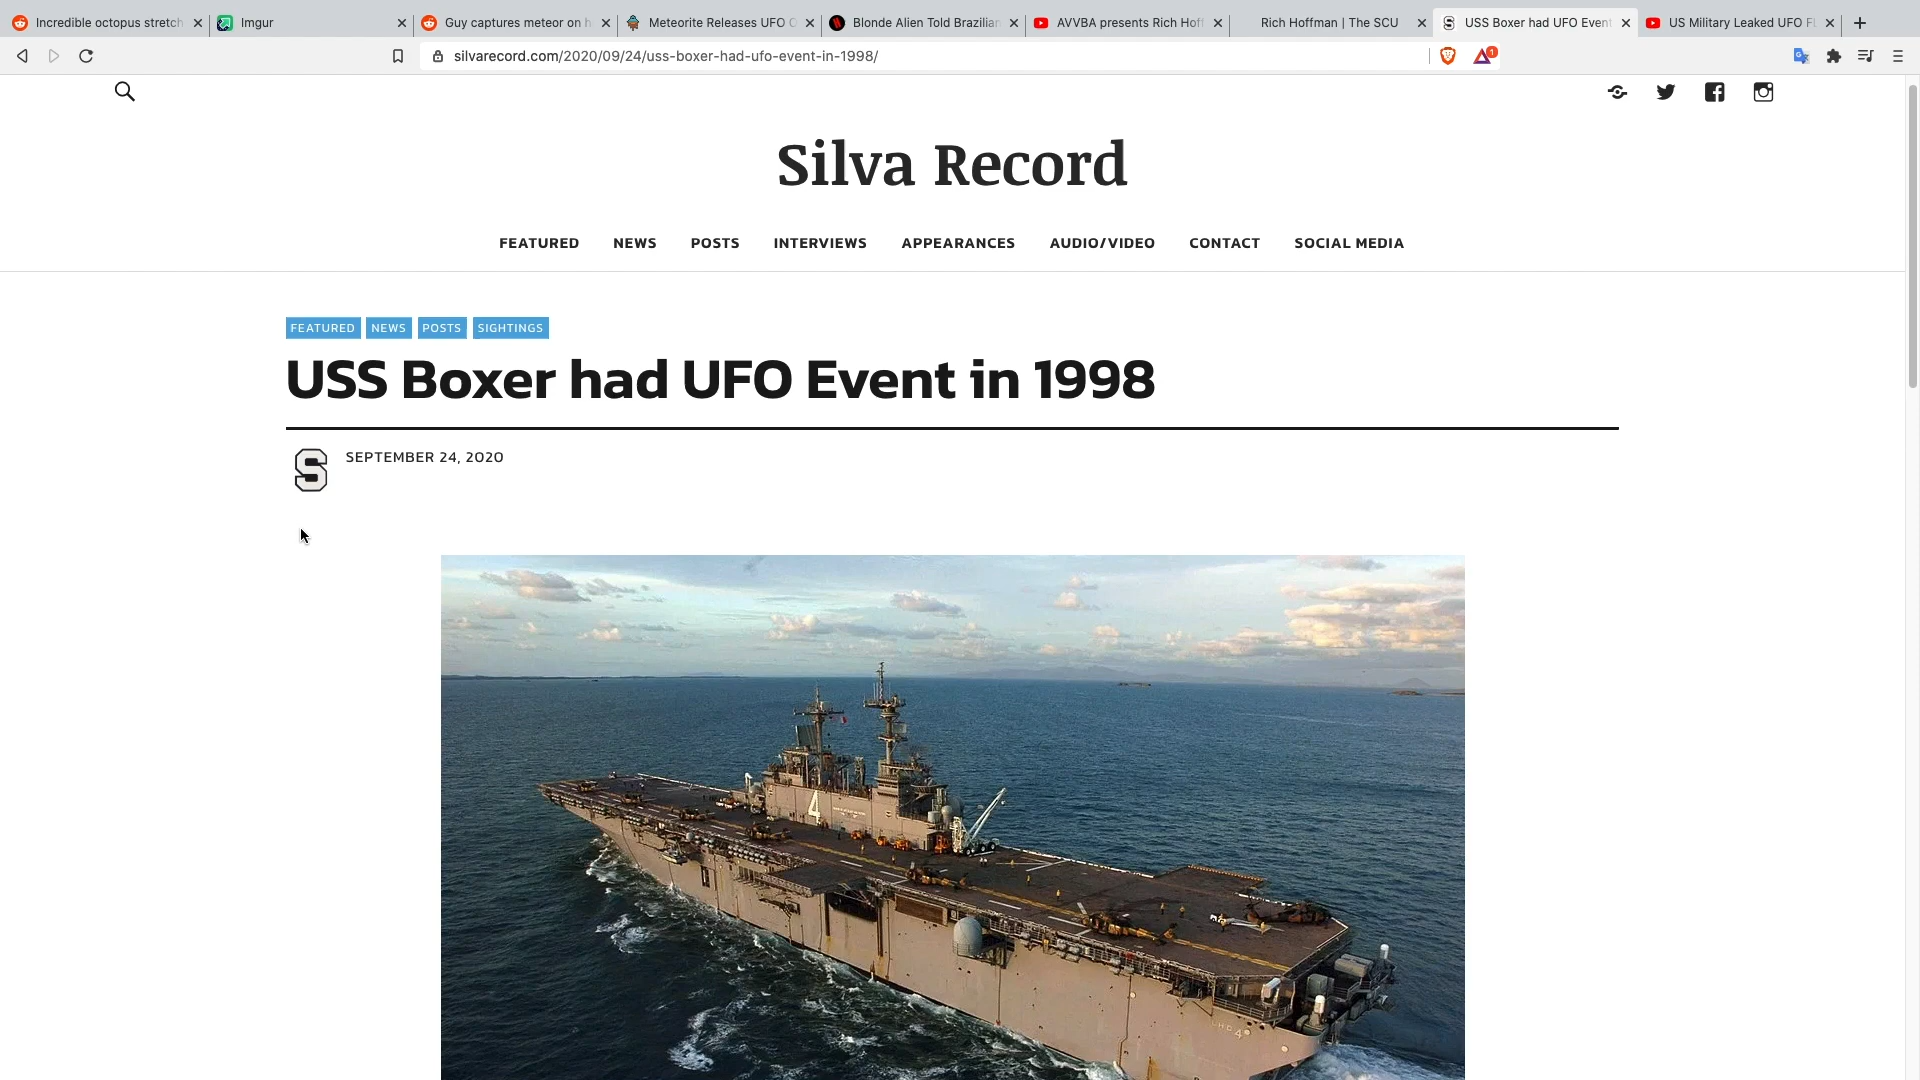 Incredible octopus stretch
Imgur
Guy captures meteor on h
Meteorite Releases UFO C
Blonde Alien Told Brazilian
AVVBA presents Rich Hoff
Rich Hoffman | The SCU
USS Boxer had UFO Event
US Military Leaked UFO F
silvarecord.com/2020/09/24/uss-boxer-had-ufo-event-in-1998/
1
Silva Record
FEATURED NEWS POSTS INTERVIEWS APPEARANCES AUDIO/VIDEO CONTACT SOCIAL MEDIA
FEATURED NEWS POSTS SIGHTINGS
USS Boxer had UFO Event in 1998
S
SEPTEMBER 24, 2020
4